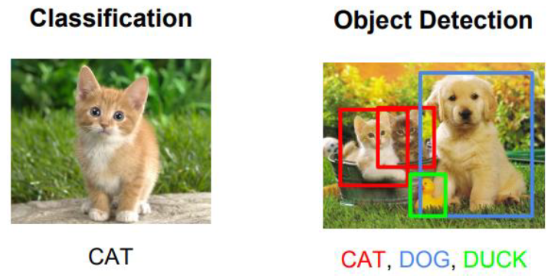 Classification
Object Detection
CAT
CAT, DOG, DUCK